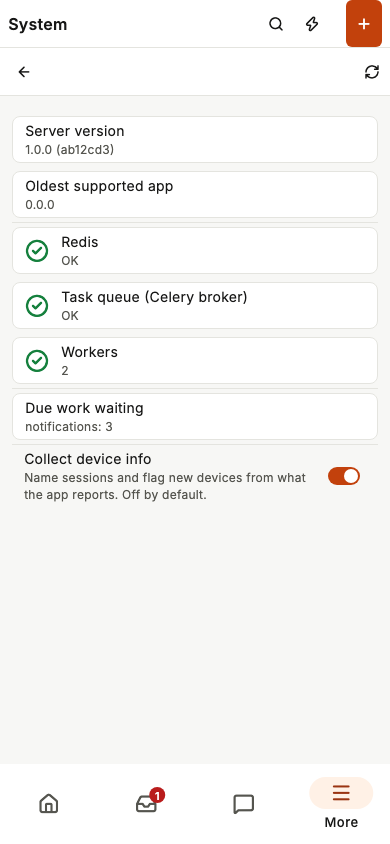 System
Server version
1.0.0 (ab12cd3)
Oldest supported app
0.0.0
Redis
OK
Task queue (Celery broker)
OK
Workers
2
Due work waiting
notifications: 3
Collect device info
Name sessions and flag new devices from what
the app reports. Off by default.
1
More